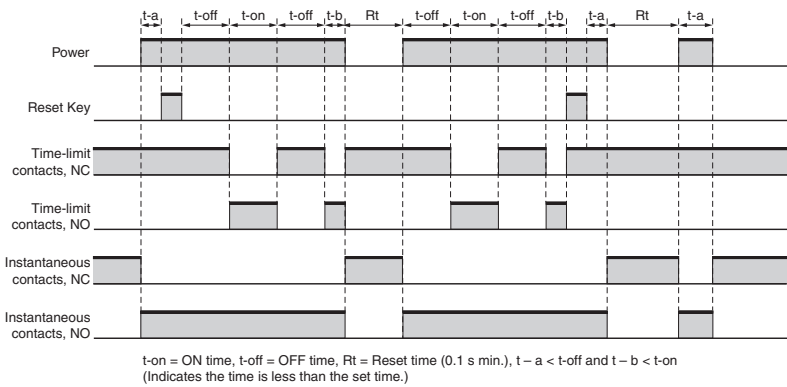 t-a t-off t-on t-off t-b Rt t-off t-on t-off t-b t-a Rt t-a
Power
Reset Key
Time-limit
contacts, NC
Time-limit
contacts, NO
Instantaneous
contacts, NC
Instantaneous
contacts, NO
t-on = ON time, t-off = OFF time, Rt = Reset time (0.1 s min.), t – a < t-off and t – b < t-on
(Indicates the time is less than the set time.)